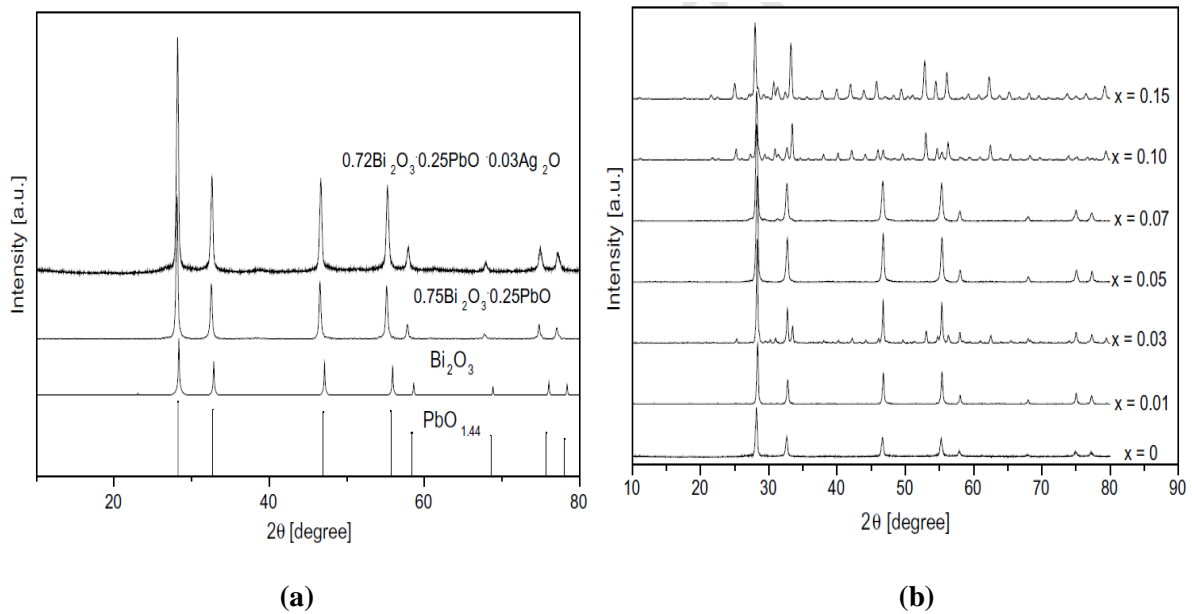 0.72Bi₂O₃·0.25PbO·0.03Ag₂O
0.75Bi₂O₃·0.25PbO
Bi₂O₃
PbO₁.₄₄
Intensity [a.u.]
20 40 60 80
2θ [degree]
(a)
χ = 0.15
χ = 0.10
χ = 0.07
χ = 0.05
χ = 0.03
χ = 0.01
χ = 0
Intensity [a.u.]
10 20 30 40 50 60 70 80 90
2θ [degree]
(b)